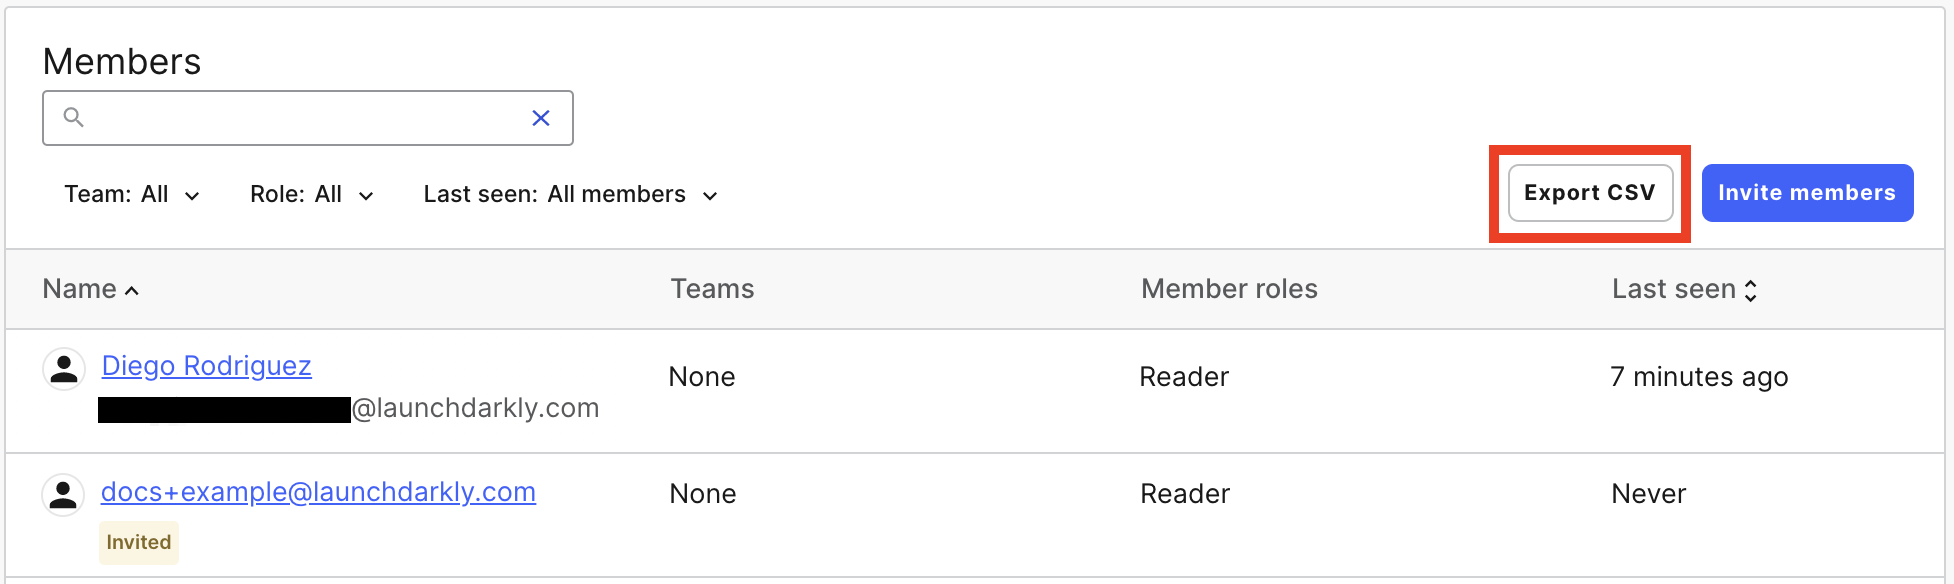 Members
Team: All Role: All Last seen: All members Export CSV Invite members
Name Teams Member roles Last seen
Diego Rodriguez None Reader 7 minutes ago
@launchdarkly.com
docs+example@launchdarkly.com None Reader Never
Invited